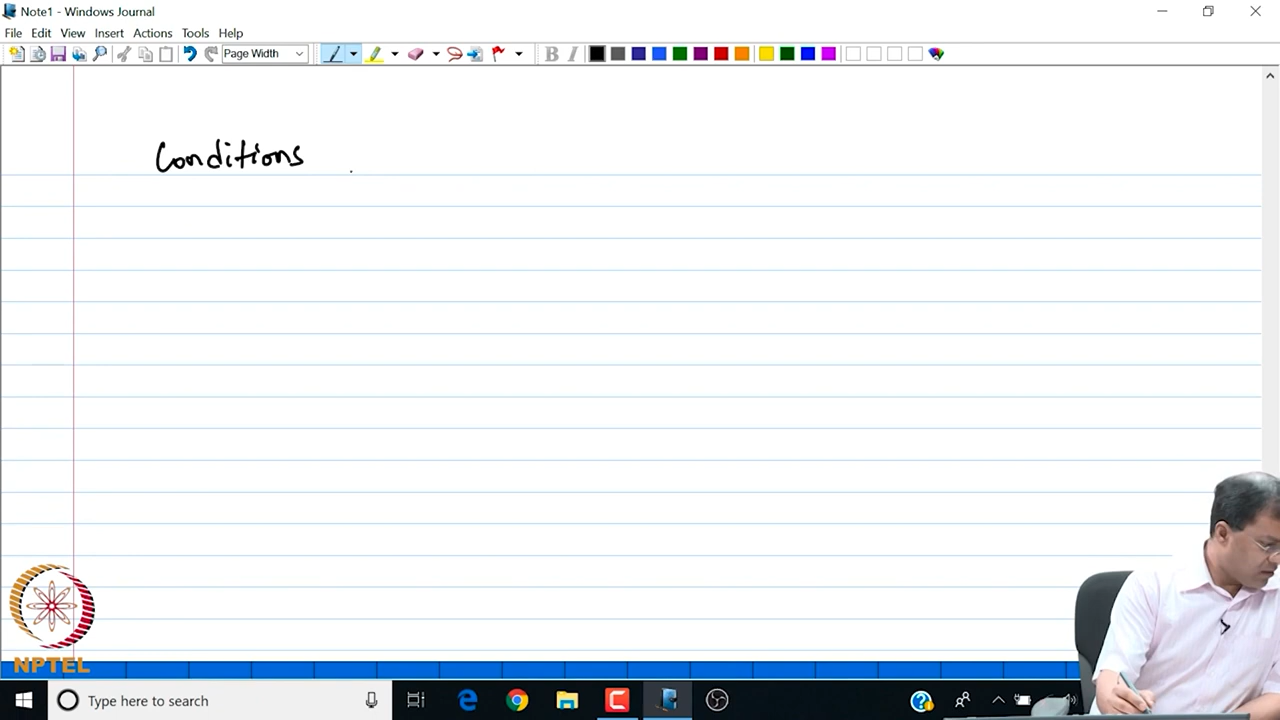 Note1 - Windows Journal
File Edit View Insert Actions Tools Help
Page Width B I
Conditions
NPTEL
Type here to search